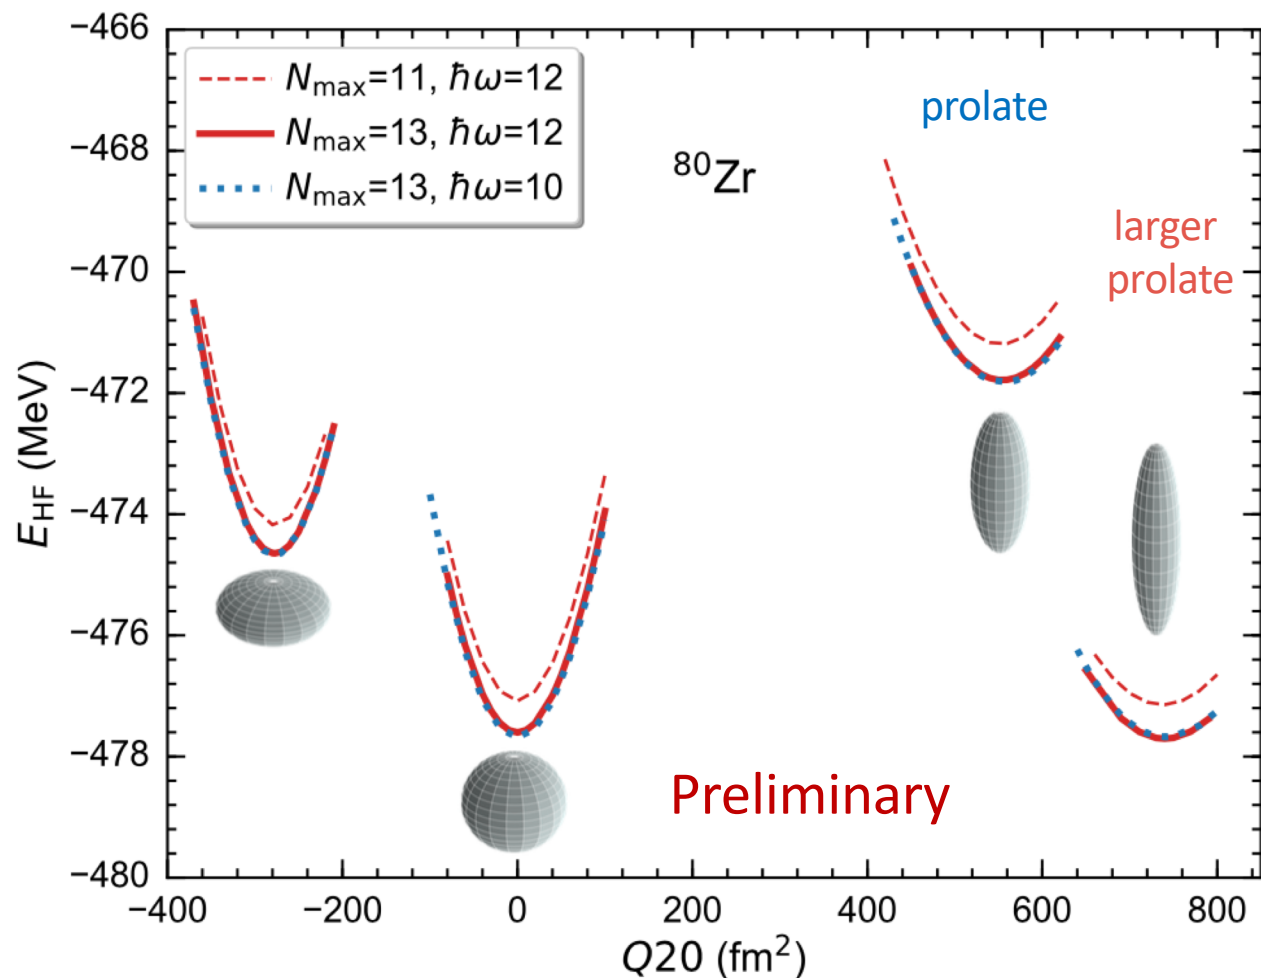 −466
−468
−470
−472
−474
−476
−478
−480
E_HF (MeV)
N_max=11, ℏω=12
N_max=13, ℏω=12
N_max=13, ℏω=10
⁸⁰Zr
prolate
larger
prolate
Preliminary
−400
−200
0
200
400
600
800
Q20 (fm²)